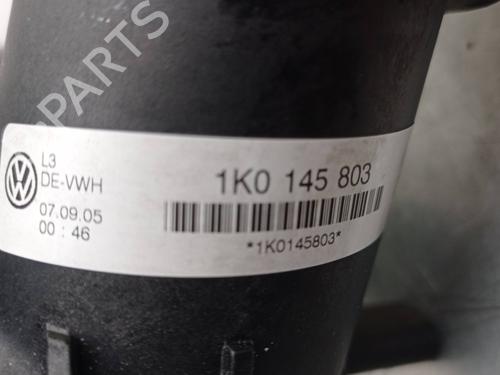 PARTS
L3
DE-VWH
07.09.05
00 : 46
1K0 145 803
*1K0145803*